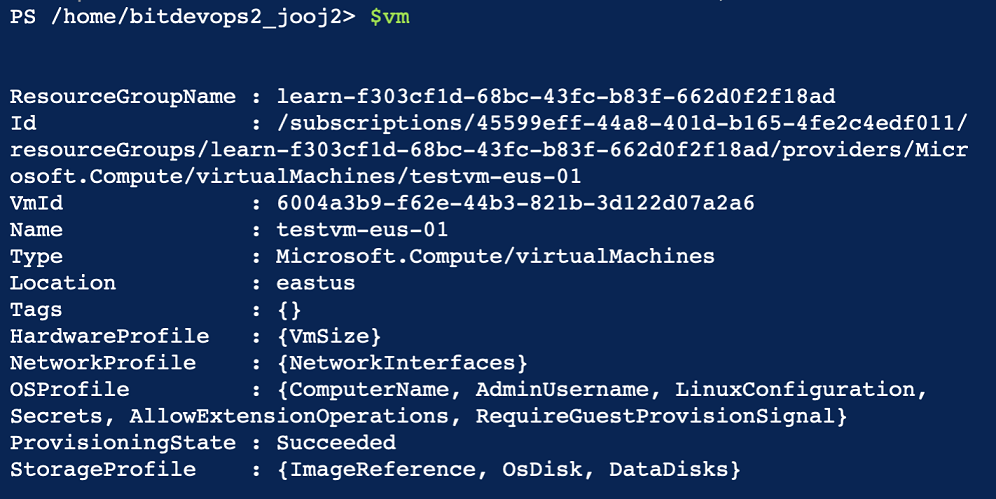 PS /home/bitdevops2_jooj2> $vm
ResourceGroupName : learn-f303cf1d-68bc-43fc-b83f-662d0f2f18ad
Id                : /subscriptions/45599eff-44a8-401d-b165-4fe2c4edf011/
resourceGroups/learn-f303cf1d-68bc-43fc-b83f-662d0f2f18ad/providers/Micr
osoft.Compute/virtualMachines/testvm-eus-01
VmId              : 6004a3b9-f62e-44b3-821b-3d122d07a2a6
Name              : testvm-eus-01
Type              : Microsoft.Compute/virtualMachines
Location          : eastus
Tags              : {}
HardwareProfile   : {VmSize}
NetworkProfile    : {NetworkInterfaces}
OSProfile         : {ComputerName, AdminUsername, LinuxConfiguration,
Secrets, AllowExtensionOperations, RequireGuestProvisionSignal}
ProvisioningState : Succeeded
StorageProfile    : {ImageReference, OsDisk, DataDisks}